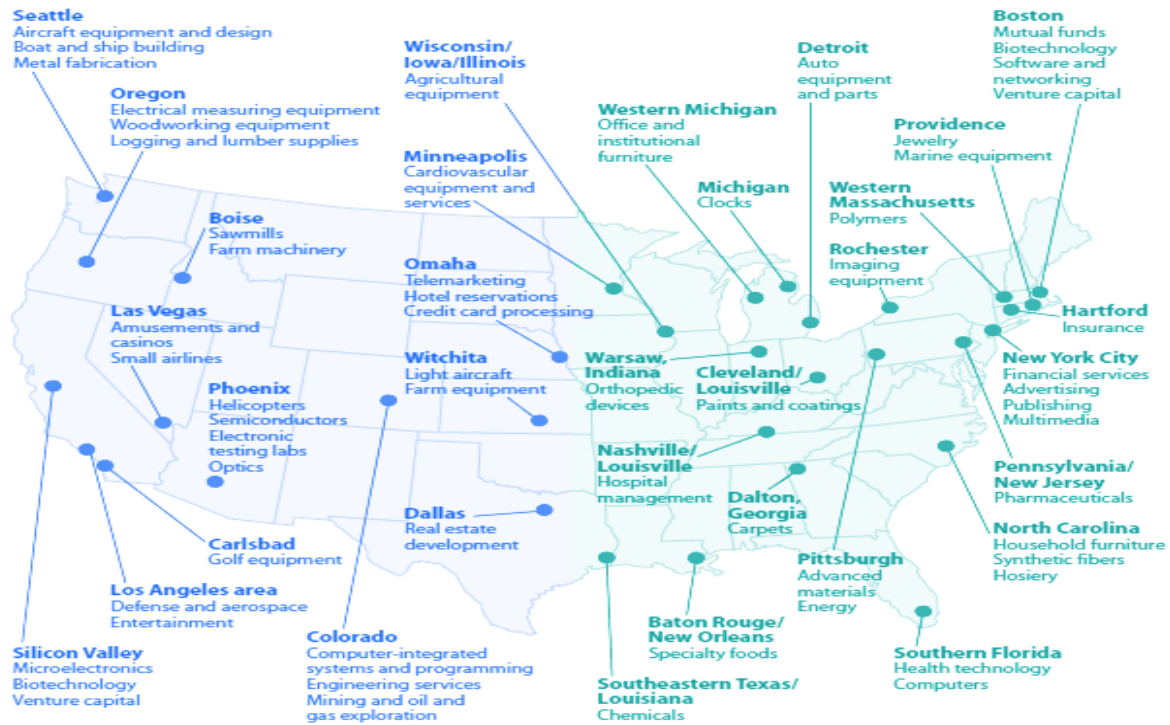 Seattle
Aircraft equipment and design
Boat and ship building
Metal fabrication
Oregon
Electrical measuring equipment
Woodworking equipment
Logging and lumber supplies
Boise
Sawmills
Farm machinery
Las Vegas
Amusements and
casinos
Small airlines
Phoenix
Helicopters
Semiconductors
Electronic
testing labs
Optics
Carlsbad
Golf equipment
Los Angeles area
Defense and aerospace
Entertainment
Silicon Valley
Microelectronics
Biotechnology
Venture capital
Colorado
Computer-integrated
systems and programming
Engineering services
Mining and oil and
gas exploration
Wisconsin/
Iowa/Illinois
Agricultural
equipment
Minneapolis
Cardiovascular
equipment and
services
Omaha
Telemarketing
Hotel reservations
Credit card processing
Witchita
Light aircraft
Farm equipment
Dallas
Real estate
development
Western Michigan
Office and
institutional
furniture
Michigan
Clocks
Detroit
Auto
equipment
and parts
Warsaw,
Indiana
Orthopedic
devices
Cleveland/
Louisville
Paints and coatings
Nashville/
Louisville
Hospital
management
Dalton,
Georgia
Carpets
Baton Rouge/
New Orleans
Specialty foods
Southeastern Texas/
Louisiana
Chemicals
Pittsburgh
Advanced
materials
Energy
Boston
Mutual funds
Biotechnology
Software and
networking
Venture capital
Providence
Jewelry
Marine equipment
Western
Massachusetts
Polymers
Rochester
Imaging
equipment
Hartford
Insurance
New York City
Financial services
Advertising
Publishing
Multimedia
Pennsylvania/
New Jersey
Pharmaceuticals
North Carolina
Household furniture
Synthetic fibers
Hosiery
Southern Florida
Health technology
Computers